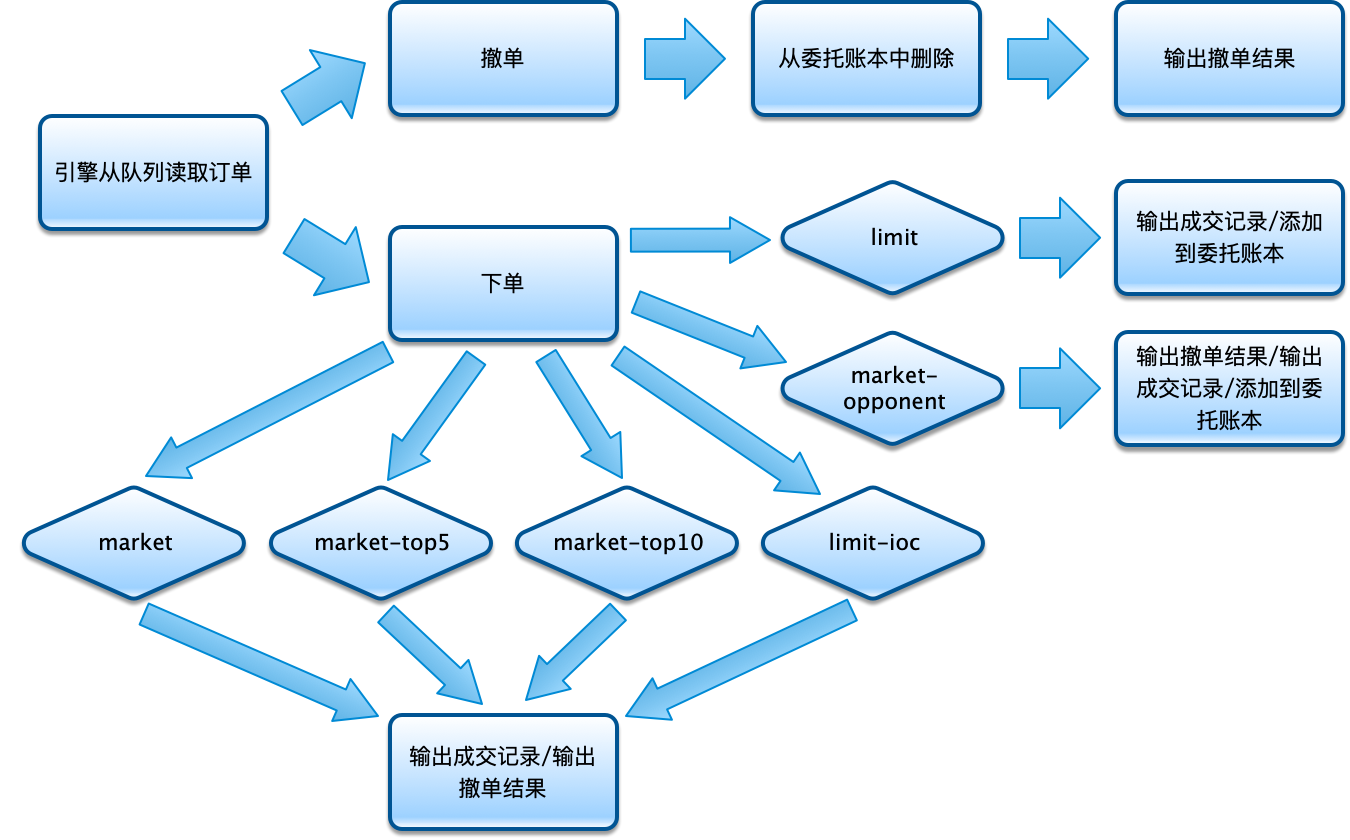 撤单
从委托账本中删除
输出撤单结果
引擎从队列读取订单
下单
limit
输出成交记录/添加
到委托账本
market-
opponent
输出撤单结果/输出
成交记录/添加到委
托账本
market
market-top5
market-top10
limit-ioc
输出成交记录/输出
撤单结果